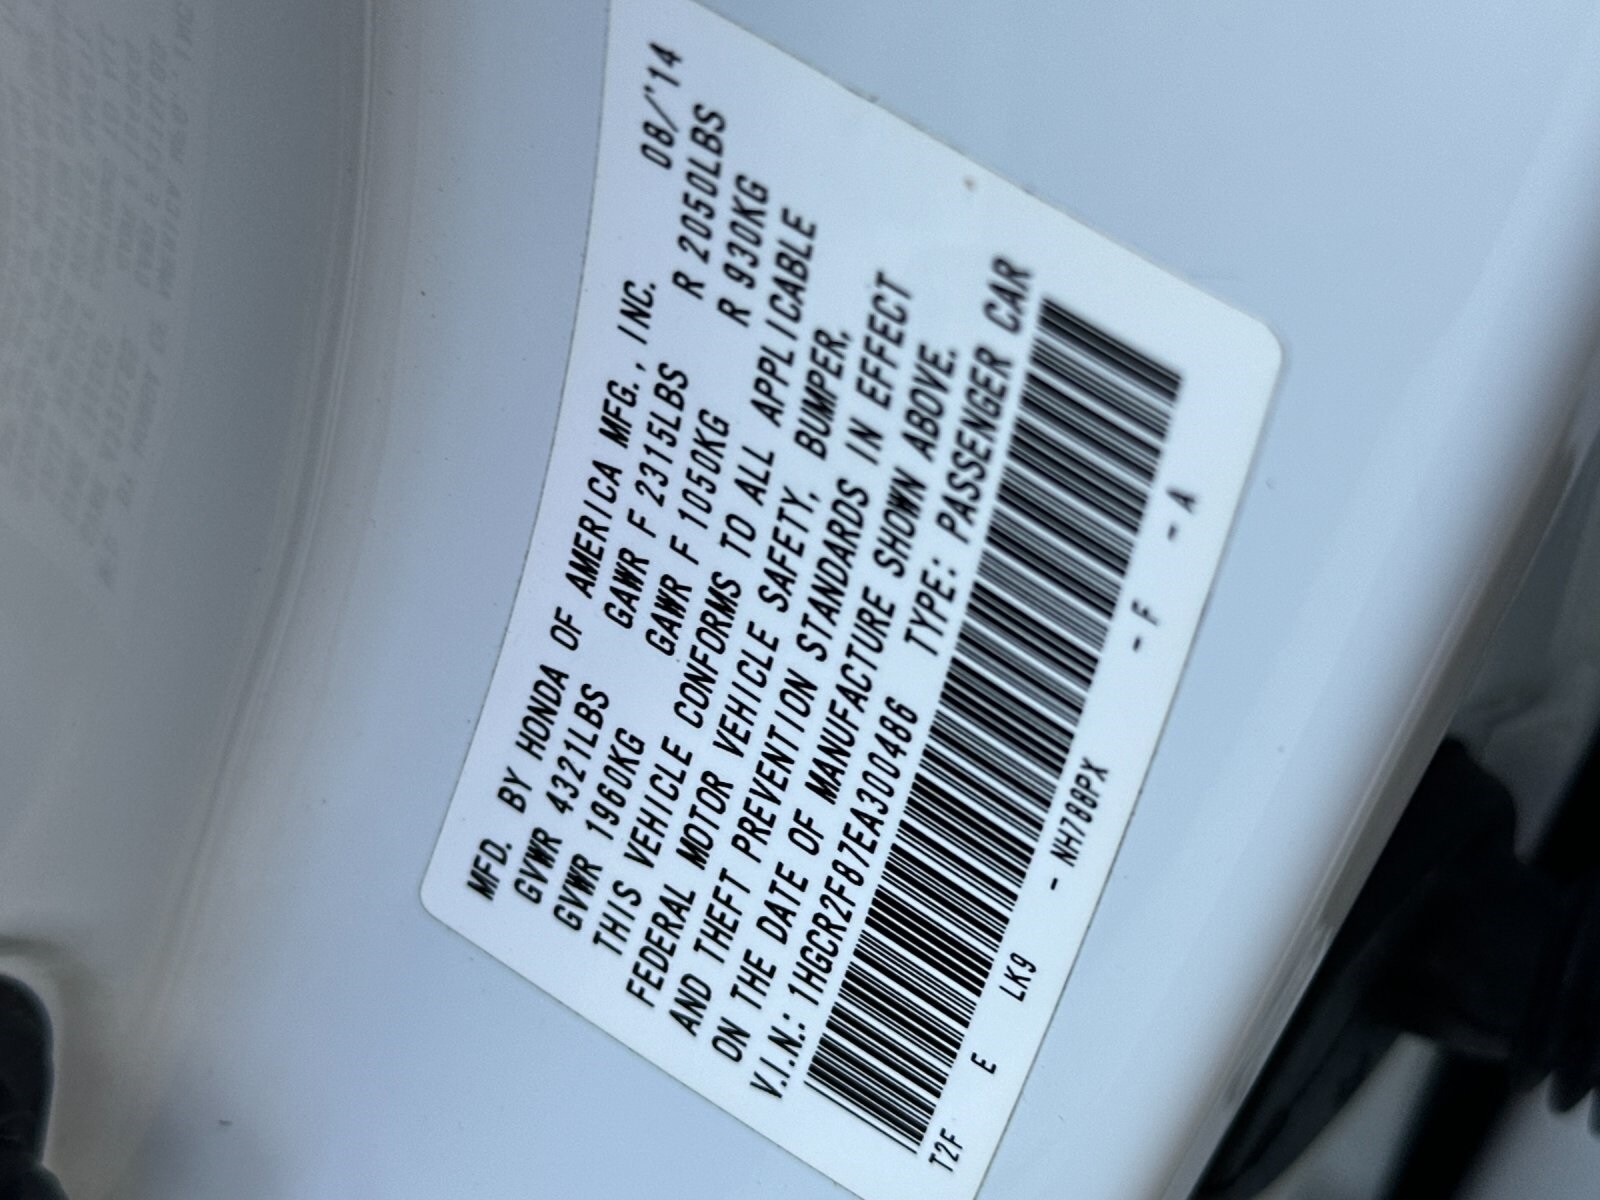 MFD. BY HONDA OF AMERICA MFG., INC. 08/'14
GVWR 4321LBS GAWR F 2315LBS R 2050LBS
GVWR 1960KG GAWR F 1050KG R 930KG
THIS VEHICLE CONFORMS TO ALL APPLICABLE
FEDERAL MOTOR VEHICLE SAFETY, BUMPER,
AND THEFT PREVENTION STANDARDS IN EFFECT
ON THE DATE OF MANUFACTURE SHOWN ABOVE.
V.I.N.: 1HGCR2F87EA300486 TYPE: PASSENGER CAR
T2F E LK9 - NH788PX - F - A